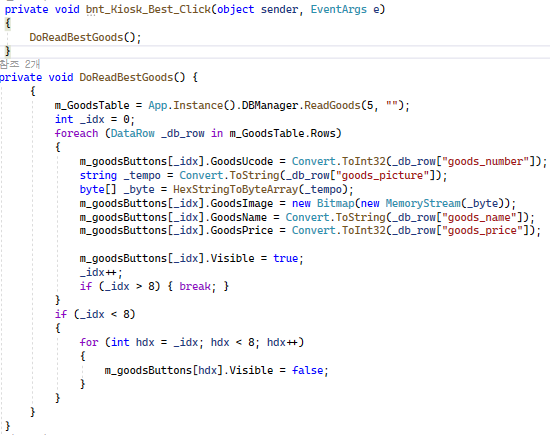 private void bnt_Kiosk_Best_Click(object sender, EventArgs e)
{
DoReadBestGoods();
}
참조 2개
private void DoReadBestGoods() {
{
m_GoodsTable = App.Instance().DBManager.ReadGoods(5, "");
int _idx = 0;
foreach (DataRow _db_row in m_GoodsTable.Rows)
{
m_goodsButtons[_idx].GoodsUcode = Convert.ToInt32(_db_row["goods_number"]);
string _tempo = Convert.ToString(_db_row["goods_picture"]);
byte[] _byte = HexStringToByteArray(_tempo);
m_goodsButtons[_idx].GoodsImage = new Bitmap(new MemoryStream(_byte));
m_goodsButtons[_idx].GoodsName = Convert.ToString(_db_row["goods_name"]);
m_goodsButtons[_idx].GoodsPrice = Convert.ToInt32(_db_row["goods_price"]);
m_goodsButtons[_idx].Visible = true;
_idx++;
if (_idx > 8) { break; }
}
if (_idx < 8)
{
for (int hdx = _idx; hdx < 8; hdx++)
{
m_goodsButtons[hdx].Visible = false;
}
}
}
}